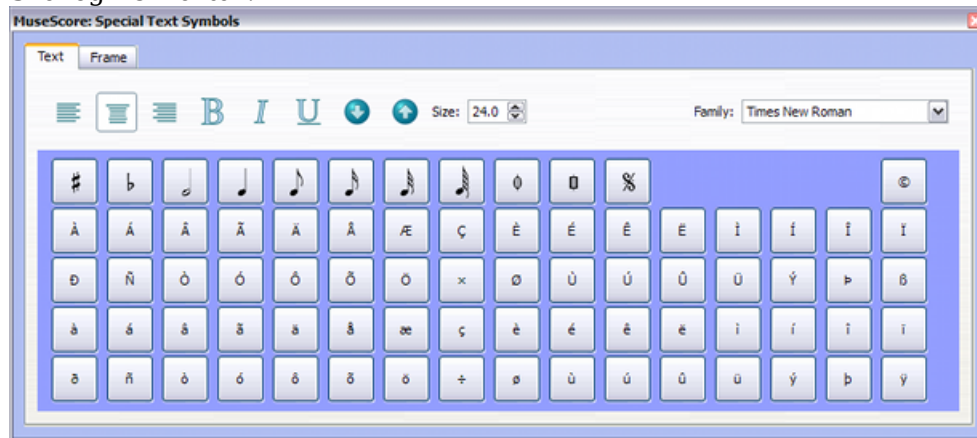 MuseScore: Special Text Symbols
Text Frame
B I U Size: 24.0 Family: Times New Roman
♯ ♭ ©
À Á Â Ã Ä Å Æ Ç È É Ê Ë Ì Í Î Ï
Ð Ñ Ò Ó Ô Õ Ö × Ø Ù Ú Û Ü Ý Þ ß
à á â ã ä å æ ç è é ê ë ì í î ï
ð ñ ò ó ô õ ö ÷ ø ù ú û ü ý þ ÿ